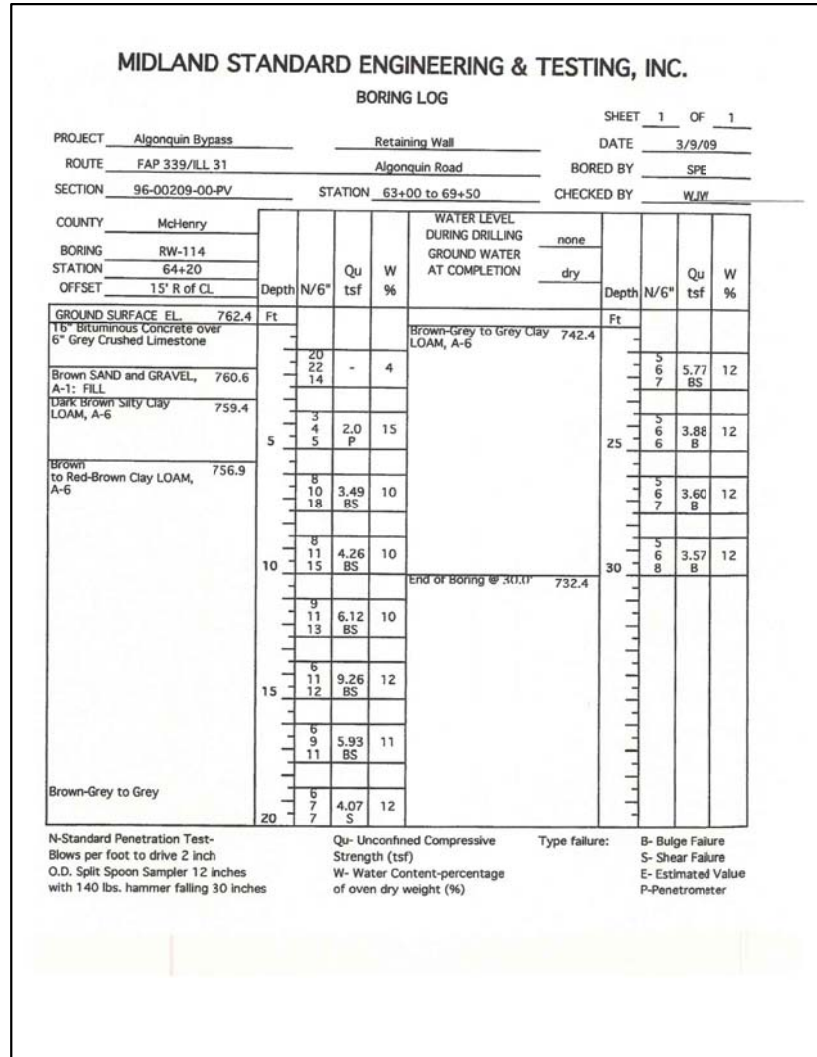 MIDLAND STANDARD ENGINEERING & TESTING, INC.
BORING LOG
SHEET 1 OF 1
PROJECT Algonquin Bypass Retaining Wall DATE 3/9/09
ROUTE FAP 339/ILL 31 Algonquin Road BORED BY SPE
SECTION 96-00209-00-PV STATION 63+00 to 69+50 CHECKED BY WJW
COUNTY McHenry
BORING RW-114
STATION 64+20
OFFSET 15' R of CL
Depth N/6" Qu tsf W %
WATER LEVEL
DURING DRILLING none
GROUND WATER
AT COMPLETION dry
Depth N/6" Qu tsf W %
GROUND SURFACE EL. 762.4 Ft
16" Bituminous Concrete over
6" Grey Crushed Limestone
20
22 - 4
14
Brown SAND and GRAVEL, 760.6
A-1: FILL
Dark Brown Silty Clay 759.4
LOAM, A-6
3
4 2.0 15
5 5 P
Brown 756.9
to Red-Brown Clay LOAM,
A-6
8
10 3.49 10
18 BS
8
11 4.26 10
10 15 BS
9
11 6.12 10
13 BS
6
11 9.26 12
15 12 BS
6
9 5.93 11
11 BS
Brown-Grey to Grey
6
7 4.07 12
20 7 S
Ft
Brown-Grey to Grey Clay 742.4
LOAM, A-6
5
6 5.77 12
7 BS
5
6 3.88 12
25 6 B
5
6 3.60 12
7 B
5
6 3.57 12
30 8 B
End of Boring @ 30.0' 732.4
N-Standard Penetration Test-
Blows per foot to drive 2 inch
O.D. Split Spoon Sampler 12 inches
with 140 lbs. hammer falling 30 inches
Qu- Unconfined Compressive
Strength (tsf)
W- Water Content-percentage
of oven dry weight (%)
Type failure:
B- Bulge Failure
S- Shear Failure
E- Estimated Value
P-Penetrometer